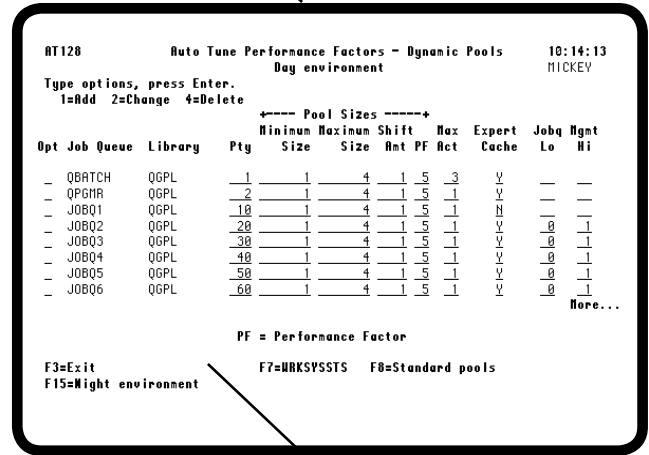 AT128 Auto Tune Performance Factors - Dynamic Pools 10:14:13
Day environment MICKEY
Type options, press Enter.
1=Add 2=Change 4=Delete
+---- Pool Sizes -----+
Minimum Maximum Shift Max Expert Jobq Mgmt
Opt Job Queue Library Pty Size Size Amt PF Act Cache Lo Hi
_ QBATCH QGPL 1 1 4 1 5 3 Y __ __
_ QPGMR QGPL 2 1 4 1 5 1 Y __ __
_ JOBQ1 QGPL 10 1 4 1 5 1 N __ __
_ JOBQ2 QGPL 20 1 4 1 5 1 Y 0 1
_ JOBQ3 QGPL 30 1 4 1 5 1 Y 0 1
_ JOBQ4 QGPL 40 1 4 1 5 1 Y 0 1
_ JOBQ5 QGPL 50 1 4 1 5 1 Y 0 1
_ JOBQ6 QGPL 60 1 4 1 5 1 Y 0 1
More...
PF = Performance Factor
F3=Exit F7=WRKSYSSTS F8=Standard pools
F15=Night environment